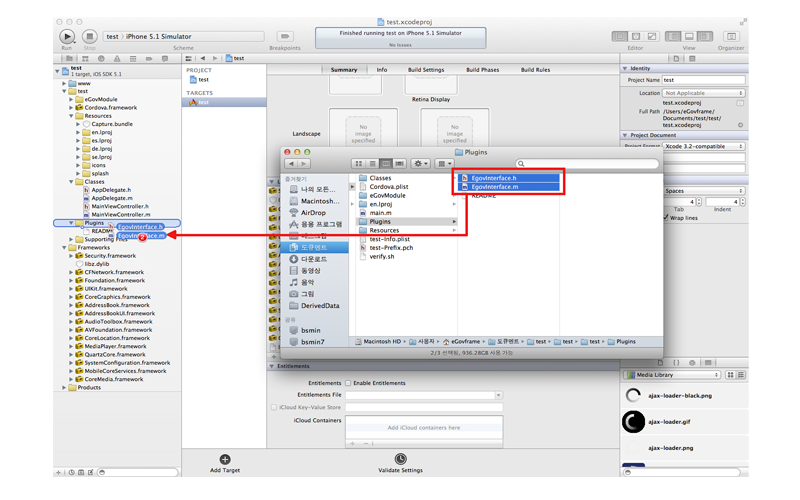 test.xcodeproj
test › iPhone 5.1 Simulator
Finished running test on iPhone 5.1 Simulator
No Issues
Run
Stop
Scheme
Breakpoints
Editor
View
Organizer
test
1 target, iOS SDK 5.1
www
test
eGovModule
Cordova.framework
Resources
Capture.bundle
en.lproj
es.lproj
de.lproj
se.lproj
icons
splash
Classes
AppDelegate.h
AppDelegate.m
MainViewController.h
MainViewController.m
Plugins
README
EgovInterface.h
EgovInterface.m
Supporting Files
Frameworks
Security.framework
libz.dylib
CFNetwork.framework
Foundation.framework
UIKit.framework
CoreGraphics.framework
AddressBook.framework
AddressBookUI.framework
AudioToolbox.framework
AVFoundation.framework
CoreLocation.framework
MediaPlayer.framework
QuartzCore.framework
SystemConfiguration.framework
MobileCoreServices.framework
CoreMedia.framework
Products
test
PROJECT
test
TARGETS
test
Summary
Info
Build Settings
Build Phases
Build Rules
Retina Display
Landscape
No
image
specified
No
image
specified
Plugins
즐겨찾기
나의 모든...
Macintosh...
AirDrop
응용 프로그램
도큐멘트
다운로드
동영상
음악
그림
DerivedData
공유
bsmin
bsmin7
Classes
Cordova.plist
eGovModule
en.lproj
main.m
Plugins
Resources
test-Info.plist
test-Prefix.pch
verify.sh
EgovInterface.h
EgovInterface.m
README
Macintosh HD ▸ 사용자 ▸ eGovframe ▸ 도큐멘트 ▸ test ▸ test ▸ test ▸ Plugins
2/3 선택됨, 936.28GB 사용 가능
Entitlements
Entitlements
Enable Entitlements
Entitlements File
iCloud Key-Value Store
iCloud Containers
Add iCloud containers here
Add Target
Validate Settings
Identity
Project Name
test
Location
Not Applicable
test.xcodeproj
Full Path
/Users/eGovframe/
Documents/test/test/
test.xcodeproj
Project Document
Project Format
Xcode 3.2-compatible
Spaces
4
4
Tab
Indent
Wrap lines
Media Library
ajax-loader-black.png
ajax-loader.gif
ajax-loader.png